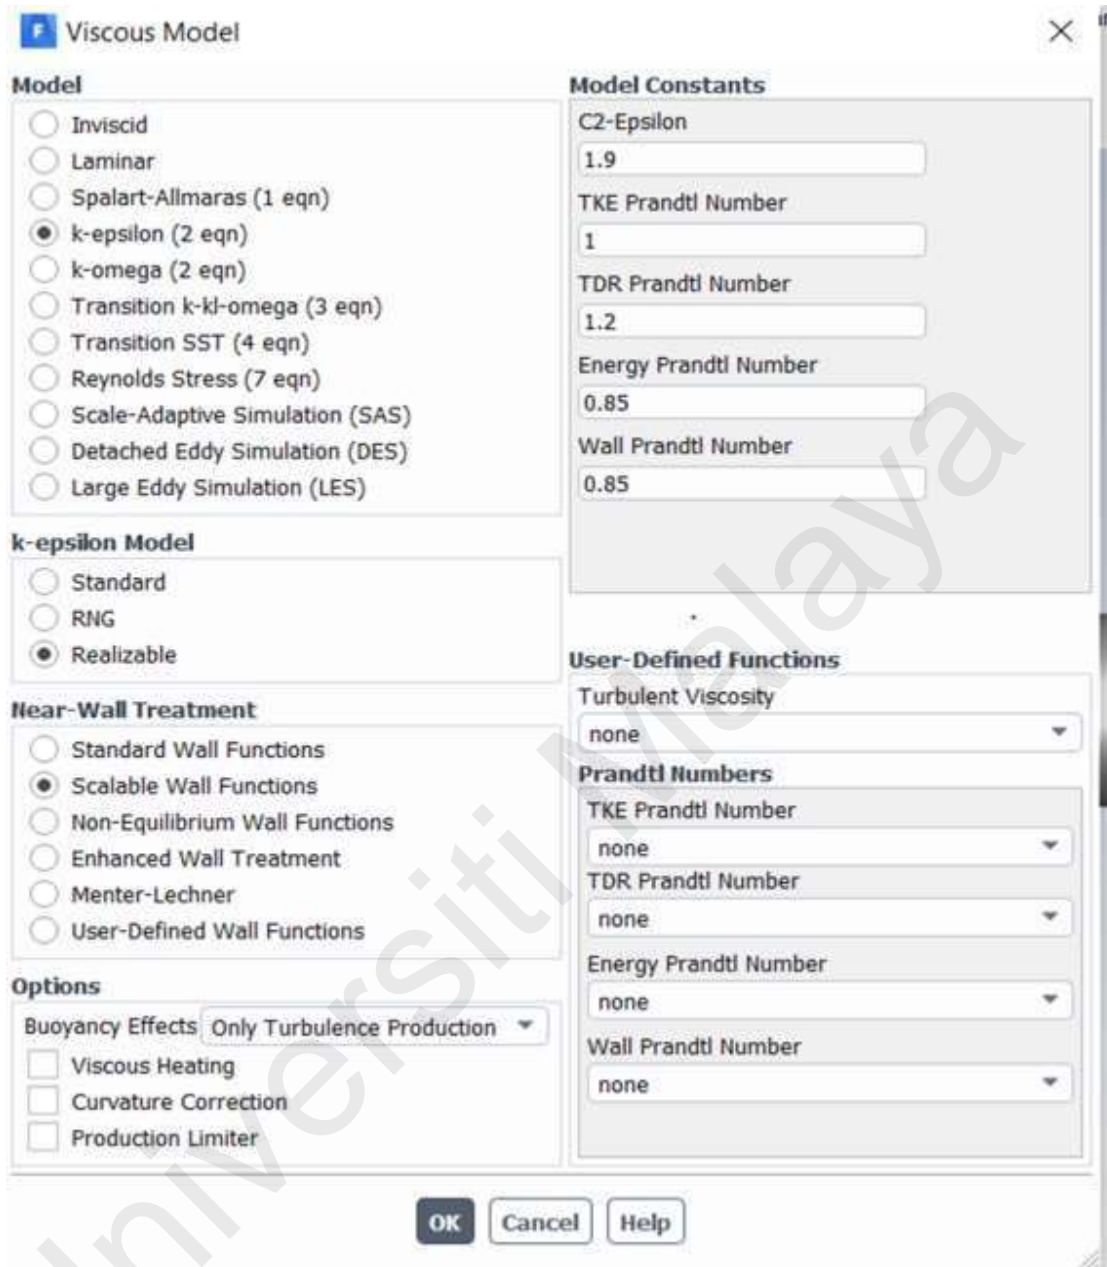 F Viscous Model
Model
Inviscid
Laminar
Spalart-Allmaras (1 eqn)
k-epsilon (2 eqn)
k-omega (2 eqn)
Transition k-kl-omega (3 eqn)
Transition SST (4 eqn)
Reynolds Stress (7 eqn)
Scale-Adaptive Simulation (SAS)
Detached Eddy Simulation (DES)
Large Eddy Simulation (LES)
k-epsilon Model
Standard
RNG
Realizable
Near-Wall Treatment
Standard Wall Functions
Scalable Wall Functions
Non-Equilibrium Wall Functions
Enhanced Wall Treatment
Menter-Lechner
User-Defined Wall Functions
Options
Buoyancy Effects Only Turbulence Production
Viscous Heating
Curvature Correction
Production Limiter
Model Constants
C2-Epsilon
1.9
TKE Prandtl Number
1
TDR Prandtl Number
1.2
Energy Prandtl Number
0.85
Wall Prandtl Number
0.85
User-Defined Functions
Turbulent Viscosity
none
Prandtl Numbers
TKE Prandtl Number
none
TDR Prandtl Number
none
Energy Prandtl Number
none
Wall Prandtl Number
none
OK Cancel Help
niversiti Malaya